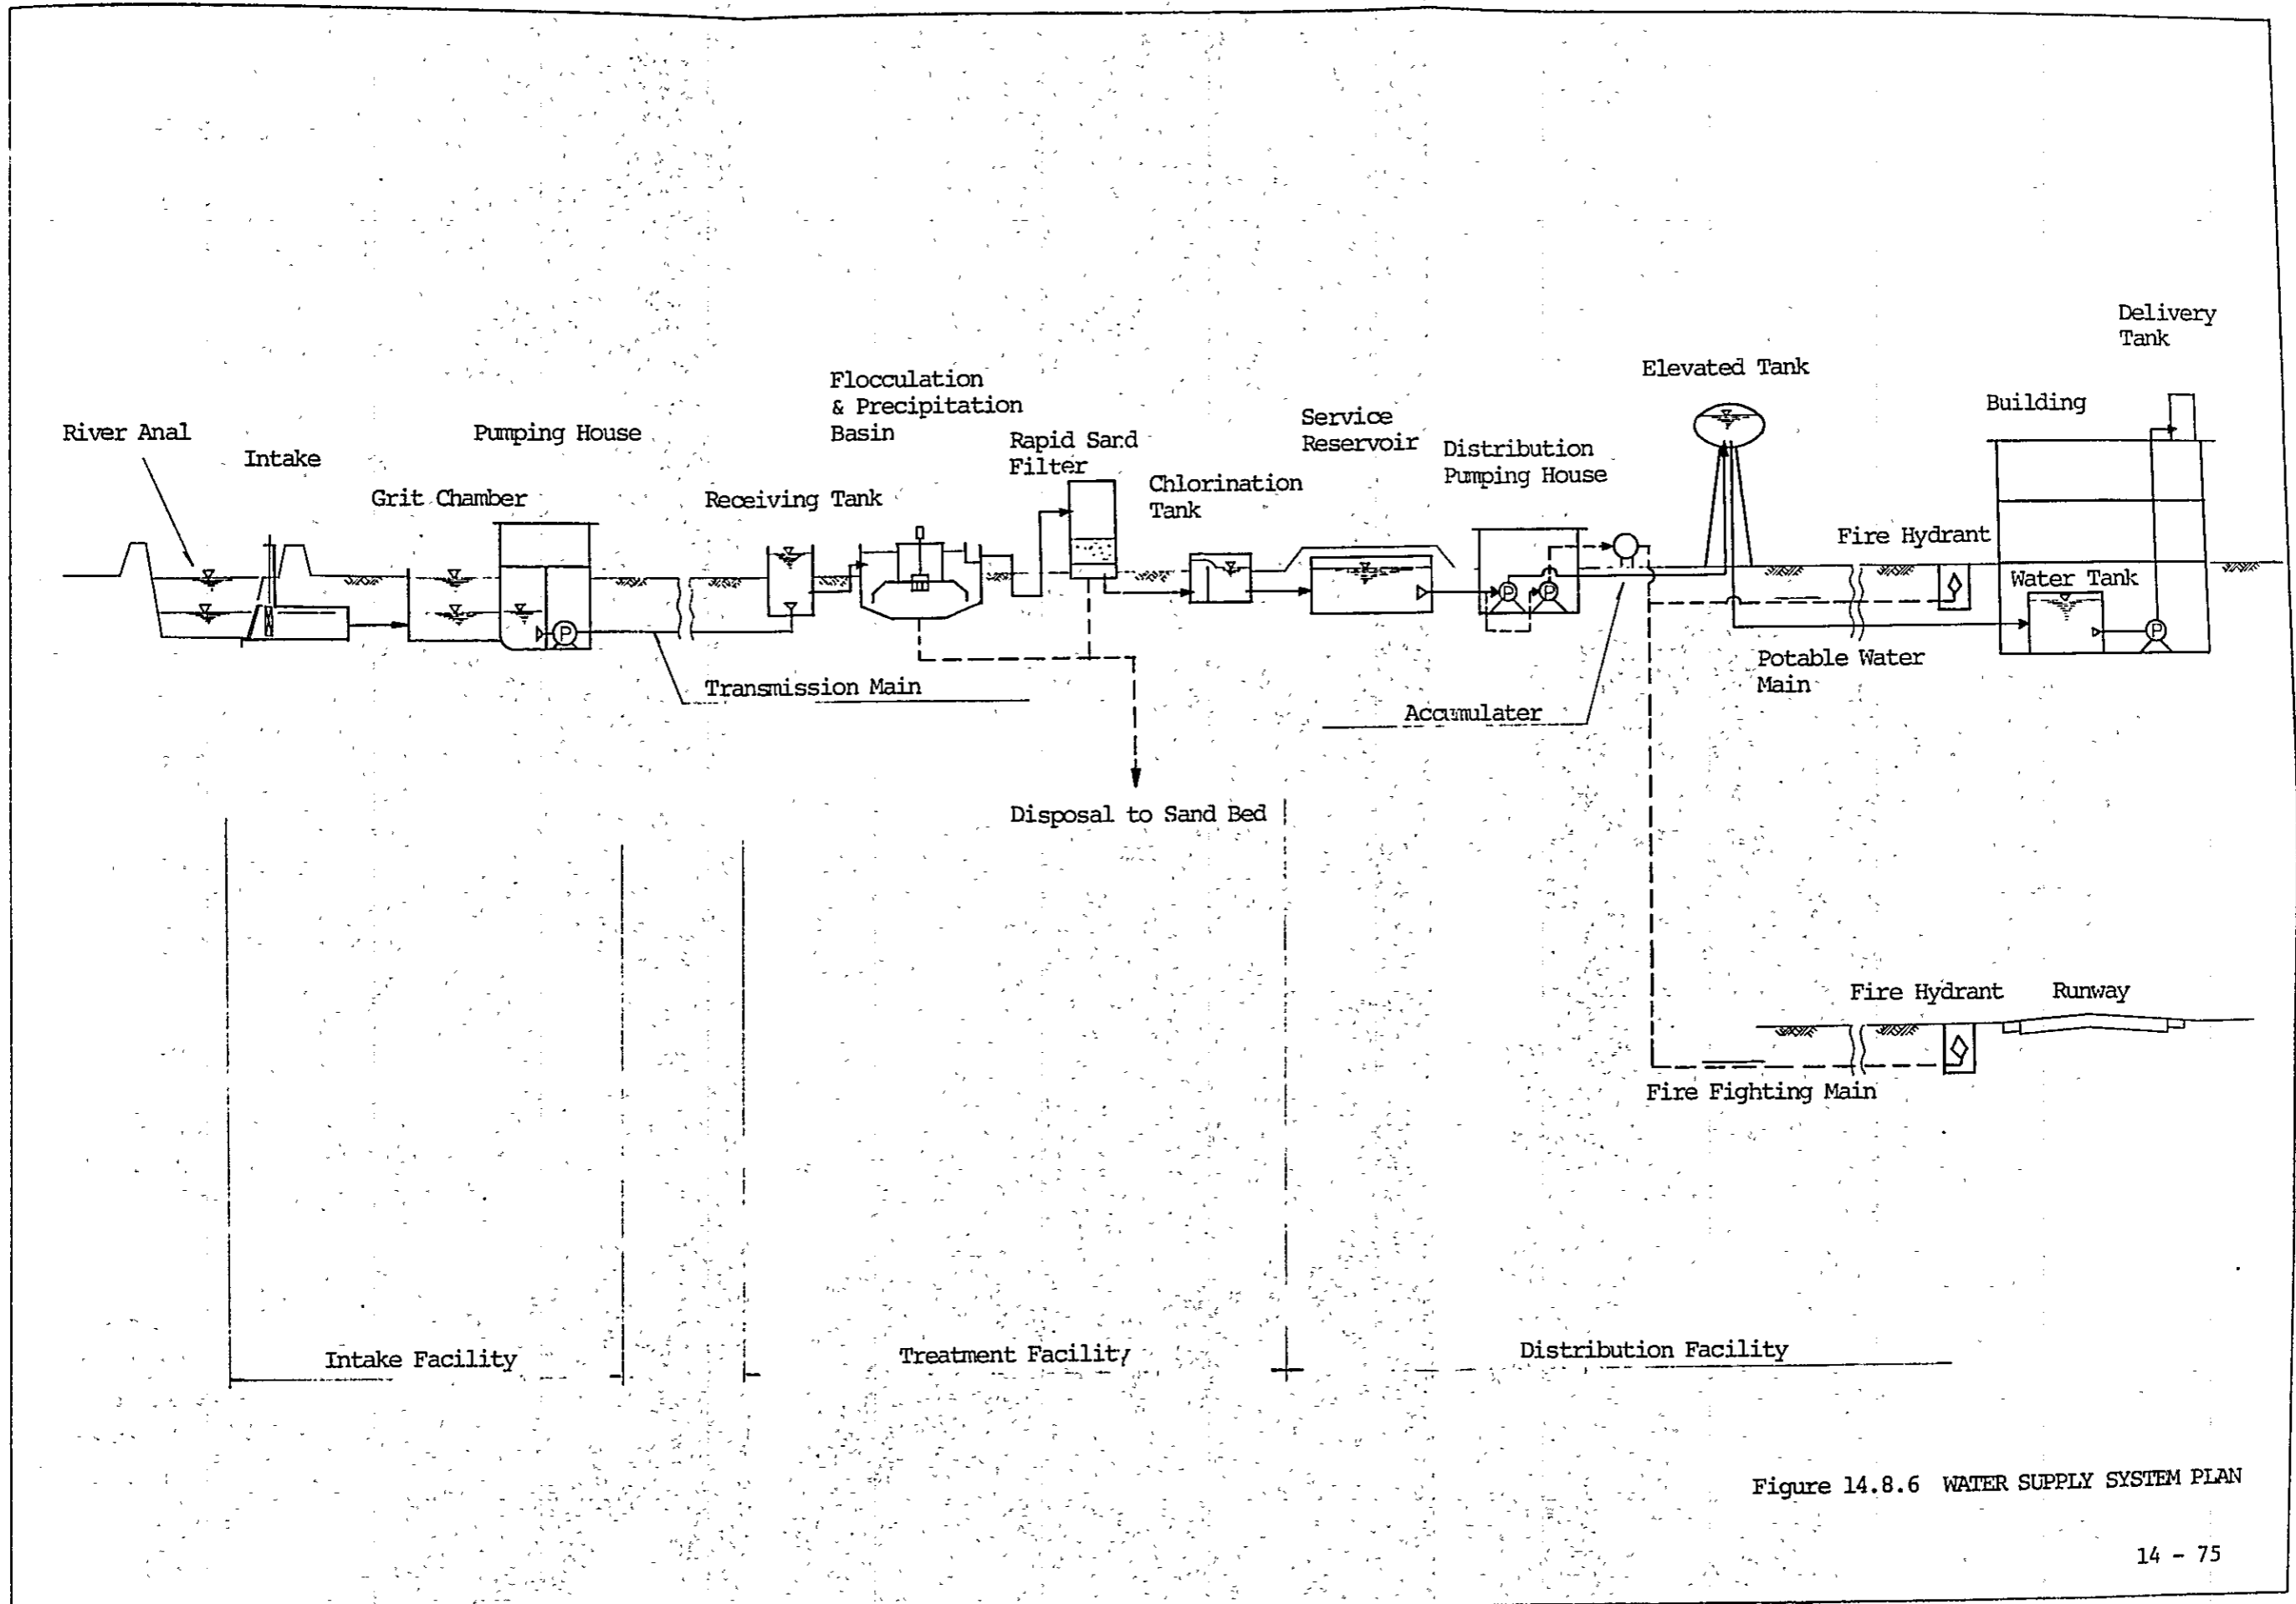 River Anal
Intake
Grit Chamber
Pumping House
Receiving Tank
Flocculation
& Precipitation
Basin
Rapid Sand
Filter
Chlorination
Tank
Service
Reservoir
Distribution
Pumping House
Elevated Tank
Fire Hydrant
Building
Delivery
Tank
Water Tank
P
P
P
P
Transmission Main
Accumulater
Potable Water
Main
Disposal to Sand Bed
Fire Hydrant
Runway
Fire Fighting Main
Intake Facility
Treatment Facility
Distribution Facility
Figure 14.8.6 WATER SUPPLY SYSTEM PLAN
14 - 75